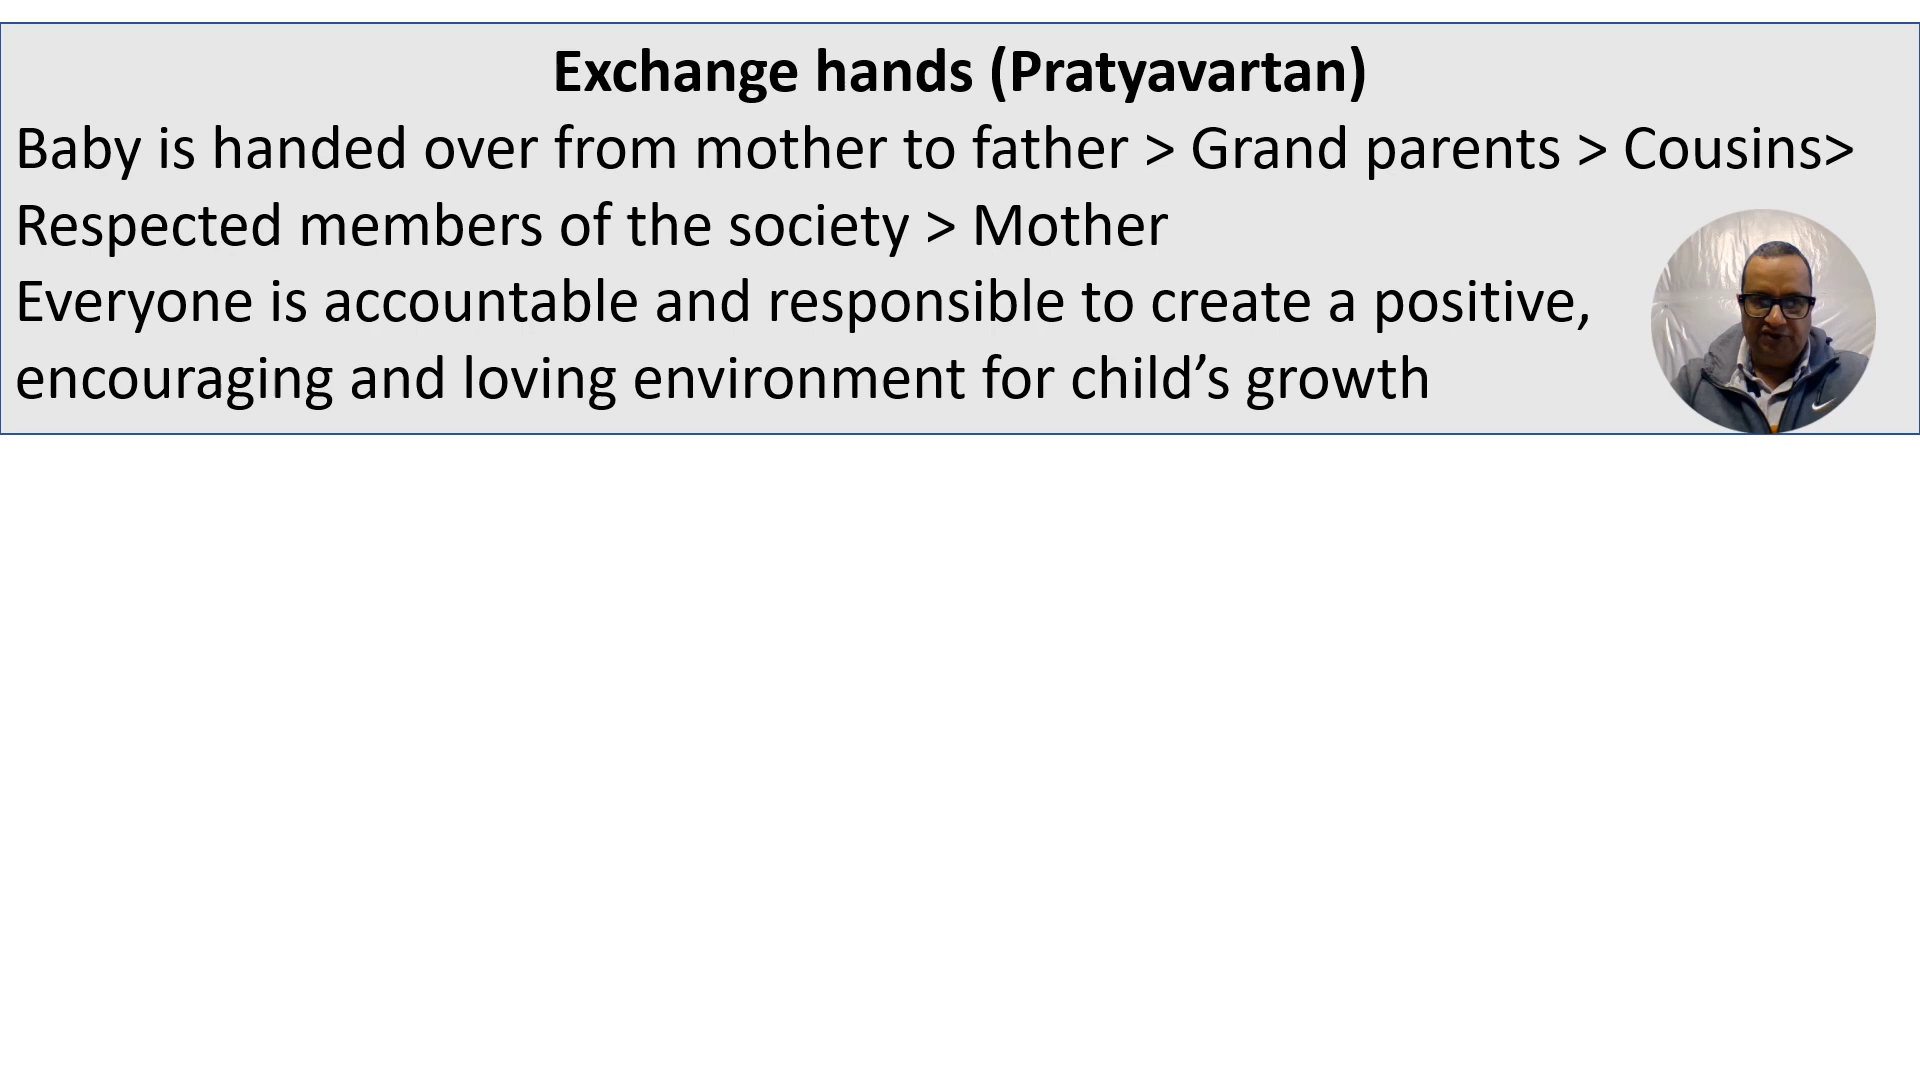 Exchange hands (Pratyavartan)
Baby is handed over from mother to father > Grand parents > Cousins>
Respected members of the society > Mother
Everyone is accountable and responsible to create a positive,
encouraging and loving environment for child’s growth